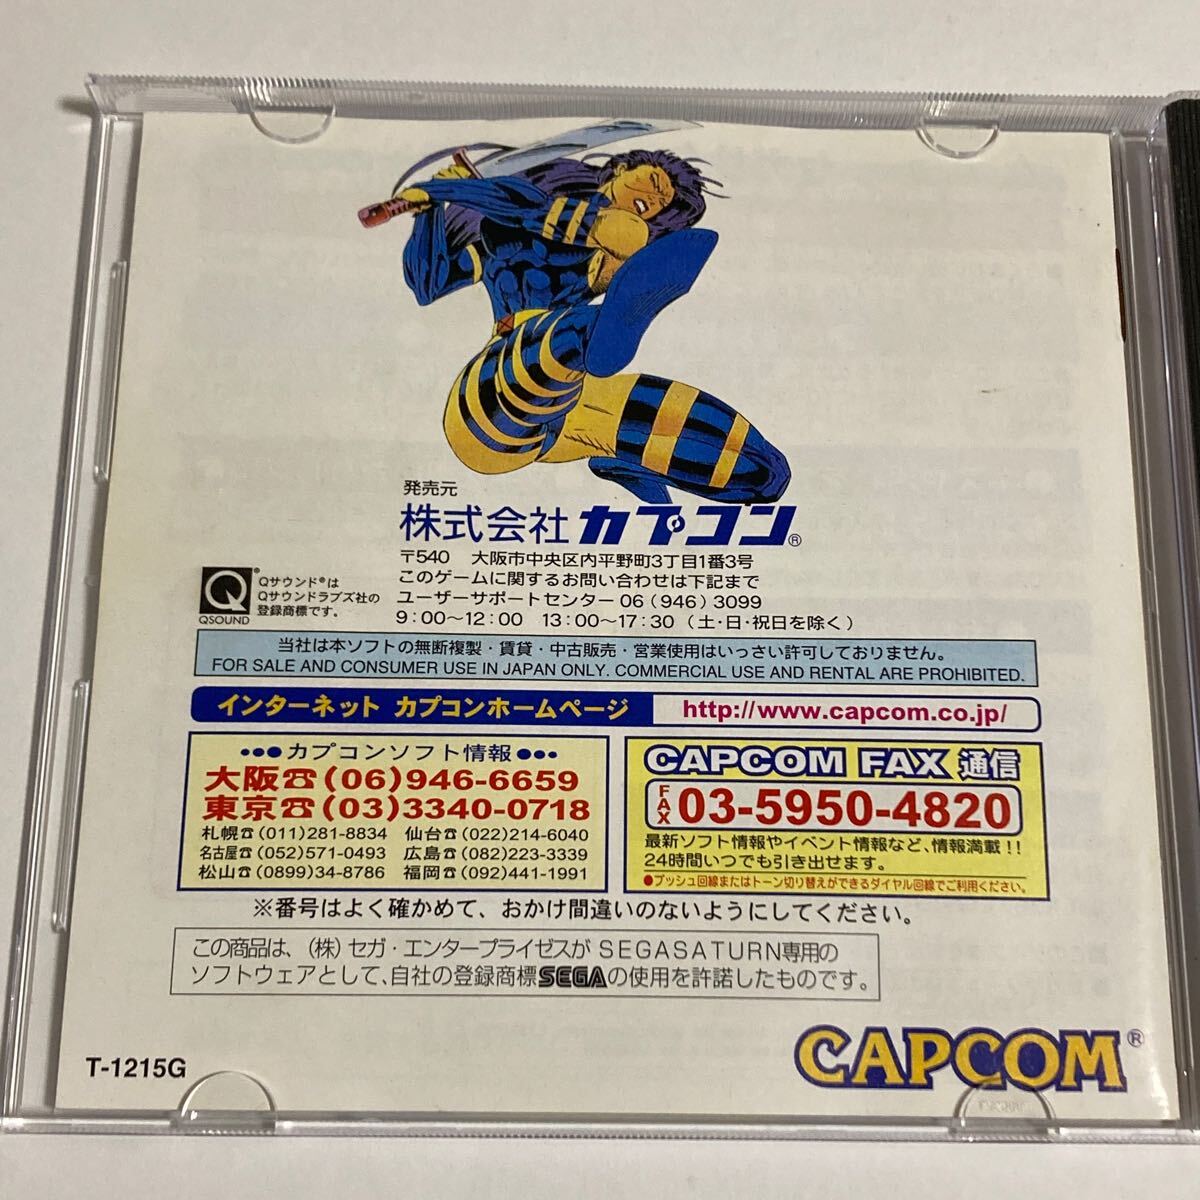 発売元
株式会社カプコン®
〒540 大阪市中央区内平野町3丁目1番3号
このゲームに関するお問い合わせは下記まで
ユーザーサポートセンター 06(946)3099
9:00〜12:00 13:00〜17:30(土・日・祝日を除く)
Q
QSOUND
Qサウンド®は
Qサウンドラブズ社の
登録商標です。
当社は本ソフトの無断複製・賃貸・中古販売・営業使用はいっさい許可しておりません。
FOR SALE AND CONSUMER USE IN JAPAN ONLY. COMMERCIAL USE AND RENTAL ARE PROHIBITED.
インターネット カプコンホームページ http://www.capcom.co.jp/
・・●カプコンソフト情報●・・
大阪☎(06)946-6659
東京☎(03)3340-0718
札幌☎(011)281-8834 仙台☎(022)214-6040
名古屋☎(052)571-0493 広島☎(082)223-3339
松山☎(0899)34-8786 福岡☎(092)441-1991
CAPCOM FAX 通信
FAX 03-5950-4820
最新ソフト情報やイベント情報など、情報満載!!
24時間いつでも引き出せます。
●プッシュ回線またはトーン切り替えができるダイヤル回線でご利用ください。
※番号はよく確かめて、おかけ間違いのないようにしてください。
この商品は、(株)セガ・エンタープライゼスがSEGASATURN専用の
ソフトウェアとして、自社の登録商標SEGAの使用を許諾したものです。
T-1215G
CAPCOM®